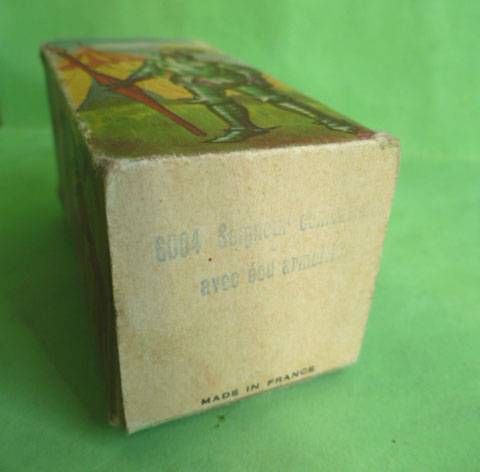 6004 Seigneur
avec écu
MADE IN FRANCE